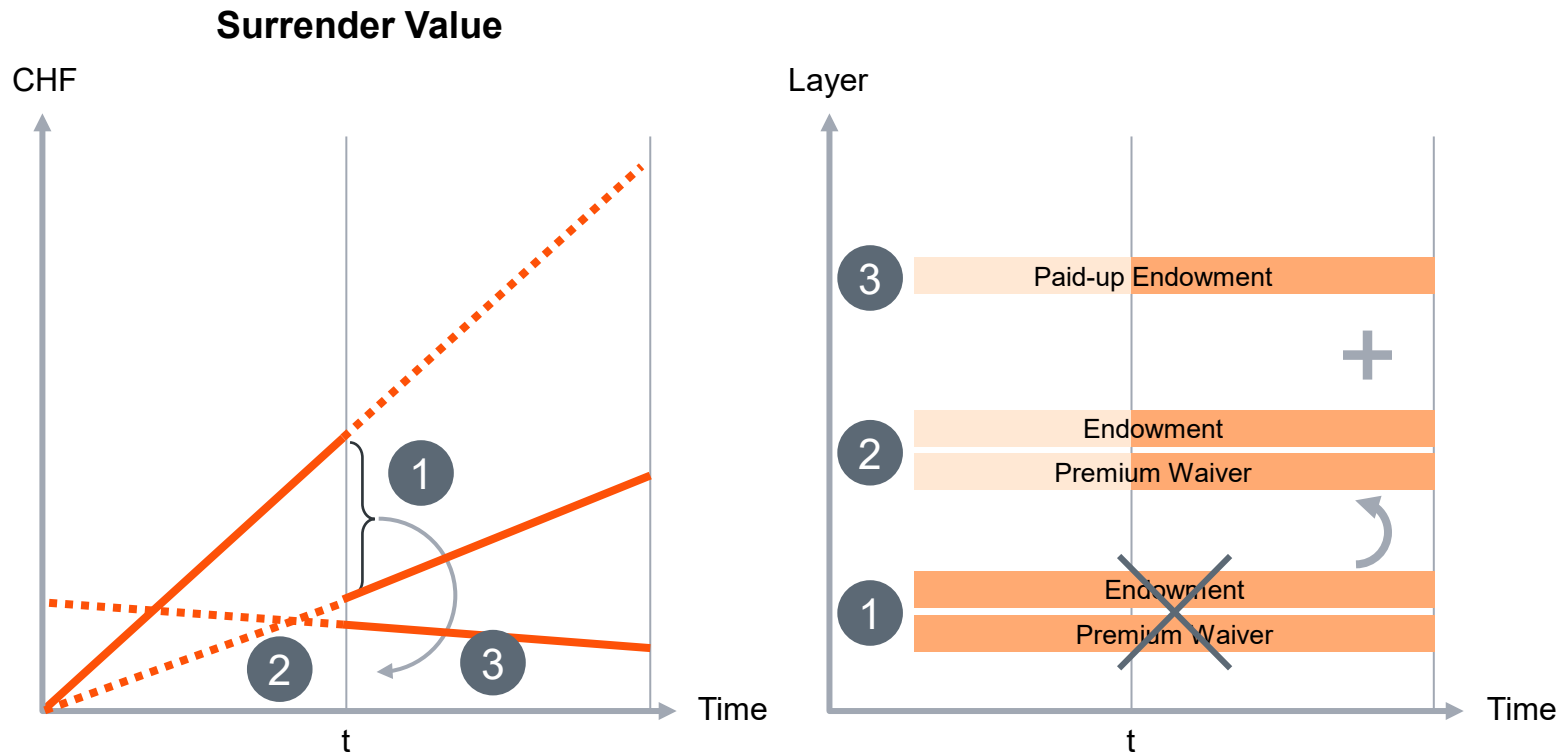 Surrender Value
CHF
1
2
3
Time
t
Layer
3
Paid-up Endowment
2
Endowment
Premium Waiver
1
Endowment
Premium Waiver
Time
t